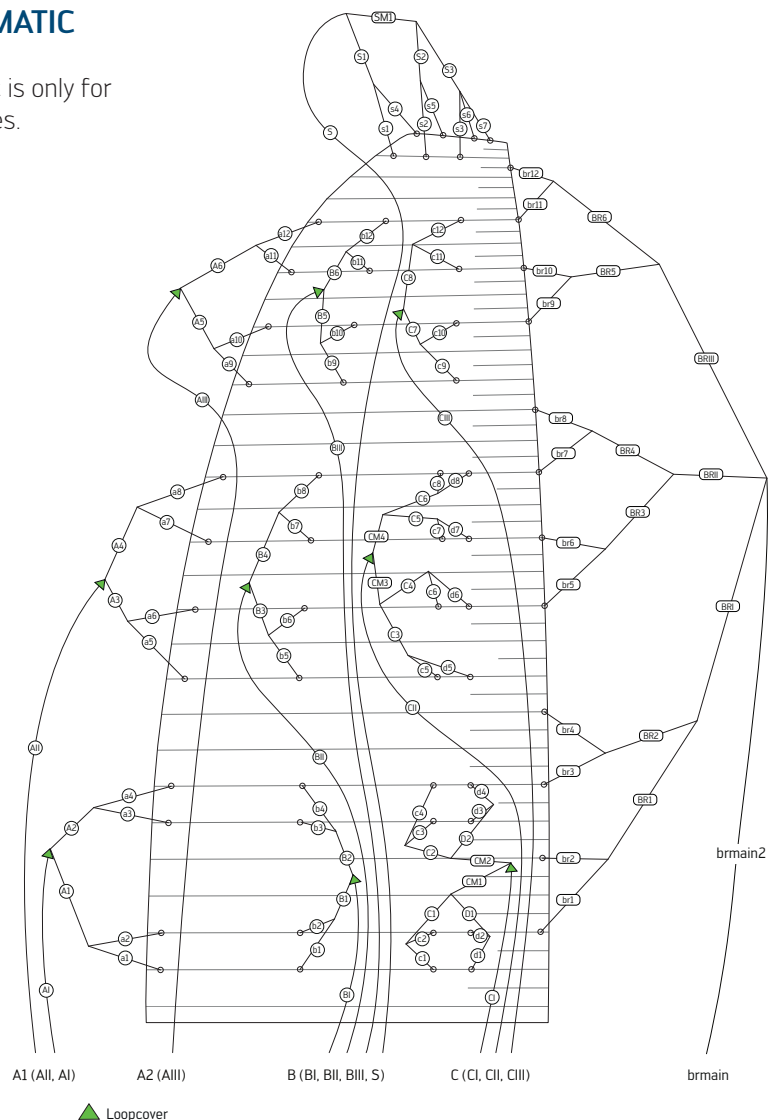 MATIC
is only for
es.
SM1
S1
S2
S3
s4
s5
s6
s7
s1
s2
s3
S
br12
br11
BR6
a12
a11
A6
b12
b11
B6
c12
c11
C8
br10
BR5
br9
A5
a10
a9
B5
b10
b9
C7
c10
c9
BRIII
AIII
CIII
br8
BR4
br7
BIII
BRII
a8
a7
A4
b8
b7
B4
c8
d8
C6
C5
c7
d7
CM4
BR3
br6
CM3
C4
c6
d6
br5
A3
a6
a5
B3
b6
b5
C3
c5
d5
BRI
CII
br4
BR2
br3
AII
BII
a4
a3
A2
b4
b3
B2
c4
c3
C2
d4
d3
D2
CM2
BR1
br2
brmain2
A1
B1
CM1
br1
C1
D1
a2
a1
b2
b1
c2
c1
d2
d1
AI
BI
CI
A1 (AII, AI)
A2 (AIII)
B (BI, BII, BIII, S)
C (CI, CII, CIII)
brmain
Loopcover